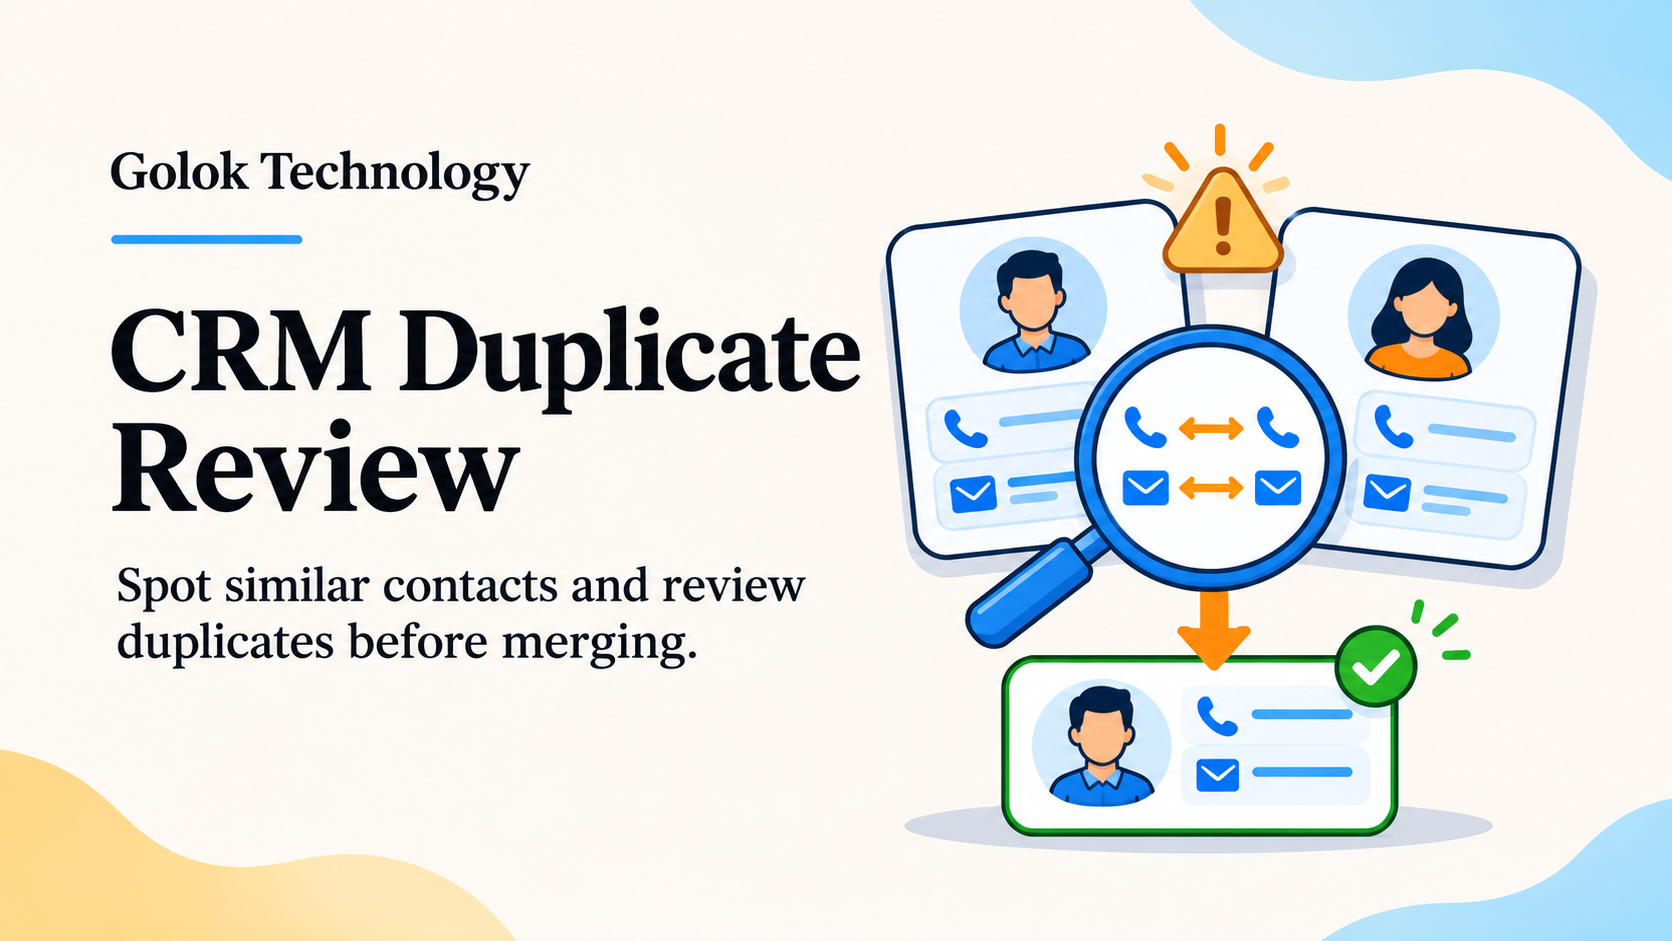 Golok Technology
CRM Duplicate
Review
Spot similar contacts and review
duplicates before merging.